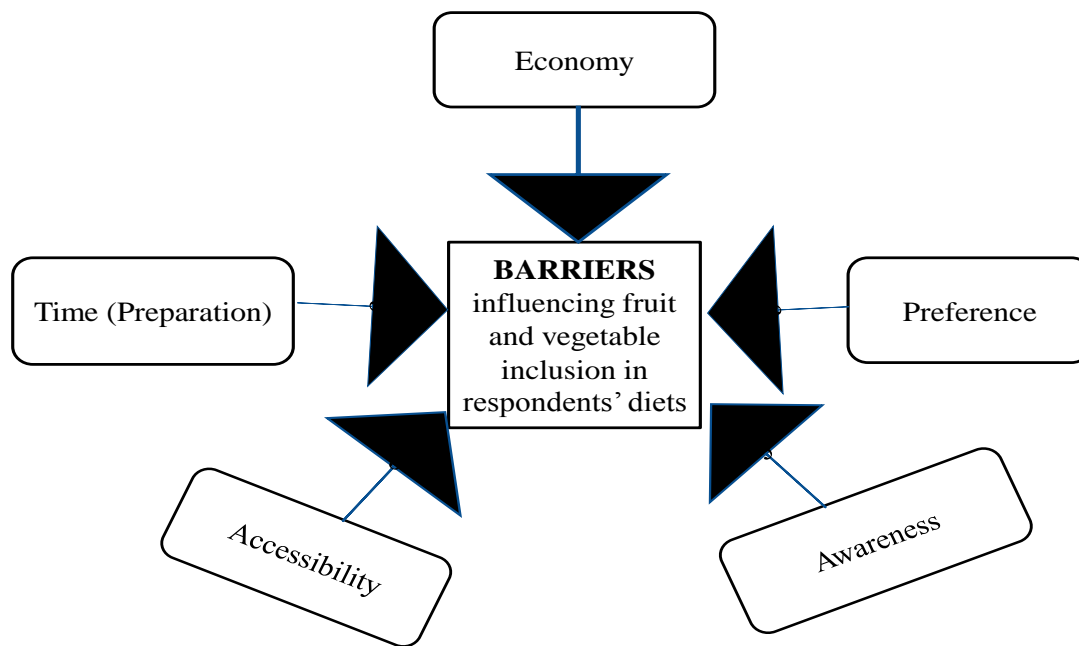 Economy
BARRIERS
influencing fruit
and vegetable
inclusion in
respondents’ diets
Time (Preparation)
Preference
Accessibility
Awareness